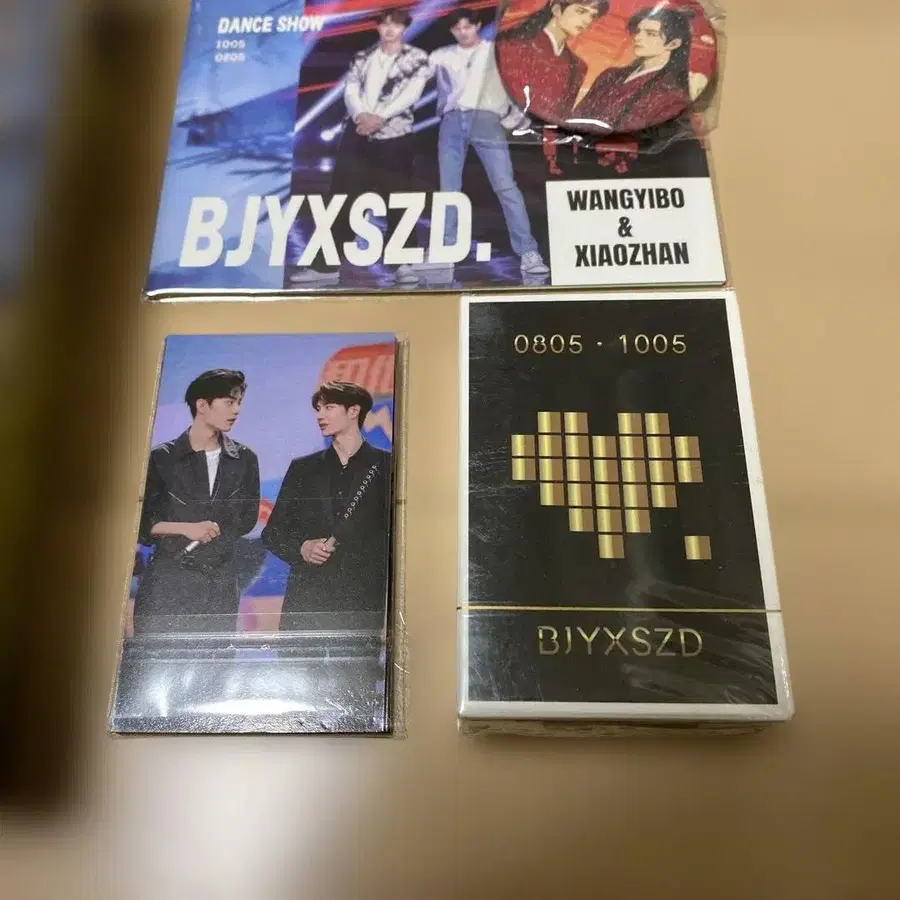 DANCE SHOW
1005
0805
BJYXSZD.
WANGYIBO
&
XIAOZHAN
0805 · 1005
BJYXSZD